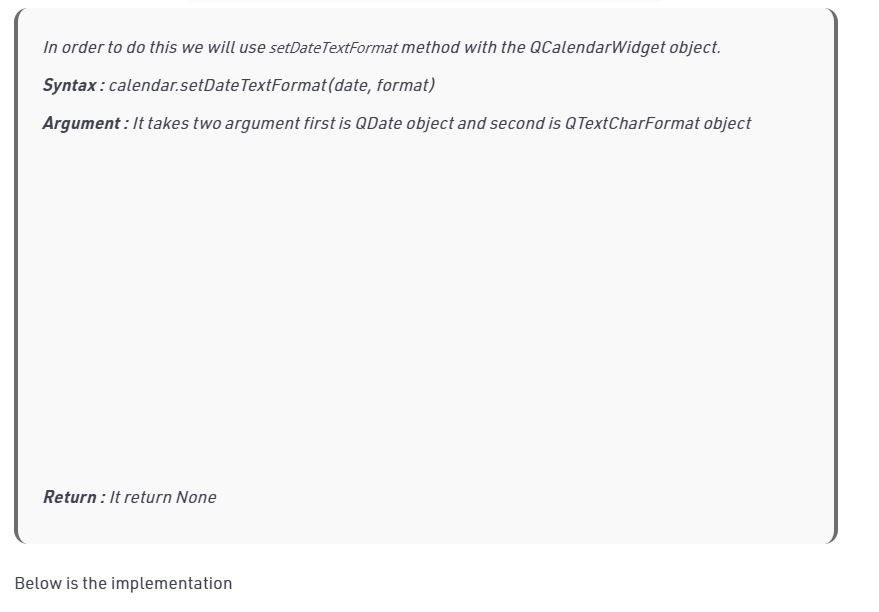 In order to do this we will use setDateTextFormat method with the QCalendarWidget object.
Syntax : calendar.setDateTextFormat(date, format)
Argument : It takes two argument first is QDate object and second is QTextCharFormat object
Return : It return None
Below is the implementation